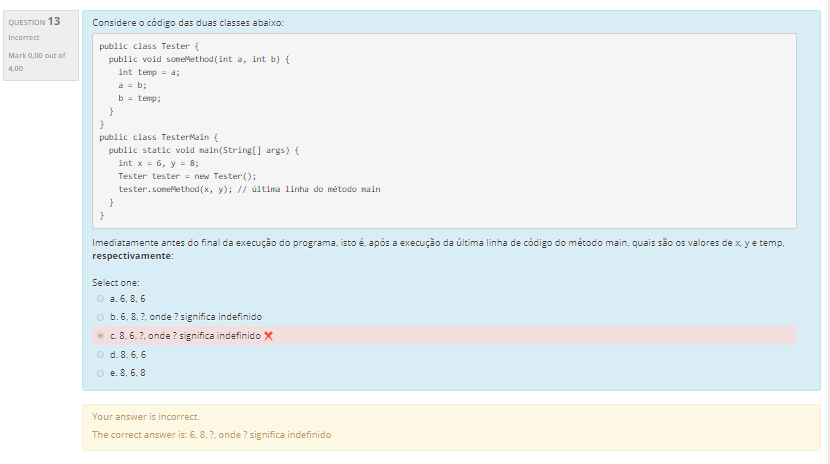 QUESTION 13
Incorrect
Mark 0,00 out of
4,00
Considere o código das duas classes abaixo:
public class Tester {
  public void someMethod(int a, int b) {
    int temp = a;
    a = b;
    b = temp;
  }
}
public class TesterMain {
  public static void main(String[] args) {
    int x = 6, y = 8;
    Tester tester = new Tester();
    tester.someMethod(x, y); // última linha do método main
  }
}
Imediatamente antes do final da execução do programa, isto é, após a execução da última linha de código do método main, quais são os valores de x, y e temp,
respectivamente:
Select one:
a. 6, 8, 6
b. 6, 8, ?, onde ? significa indefinido
c. 8, 6, ?, onde ? significa indefinido
d. 8, 6, 6
e. 8, 6, 8
Your answer is incorrect.
The correct answer is: 6, 8, ?, onde ? significa indefinido